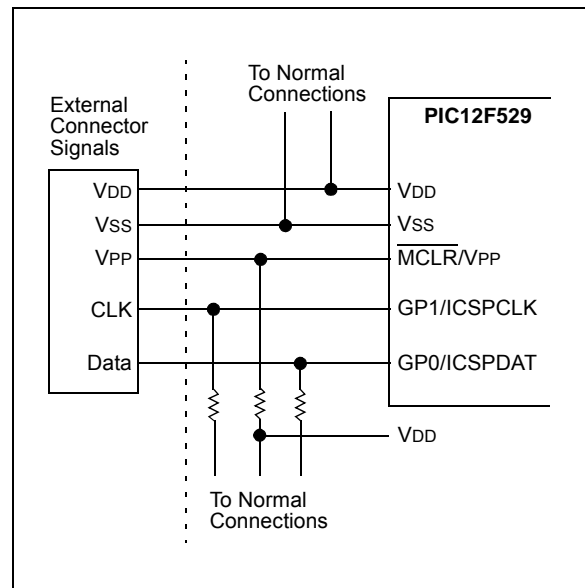 To Normal
Connections
External
Connector
Signals
PIC12F529
VDD
VSS
VPP
CLK
Data
VDD
VSS
MCLR/VPP
GP1/ICSPCLK
GP0/ICSPDAT
VDD
To Normal
Connections